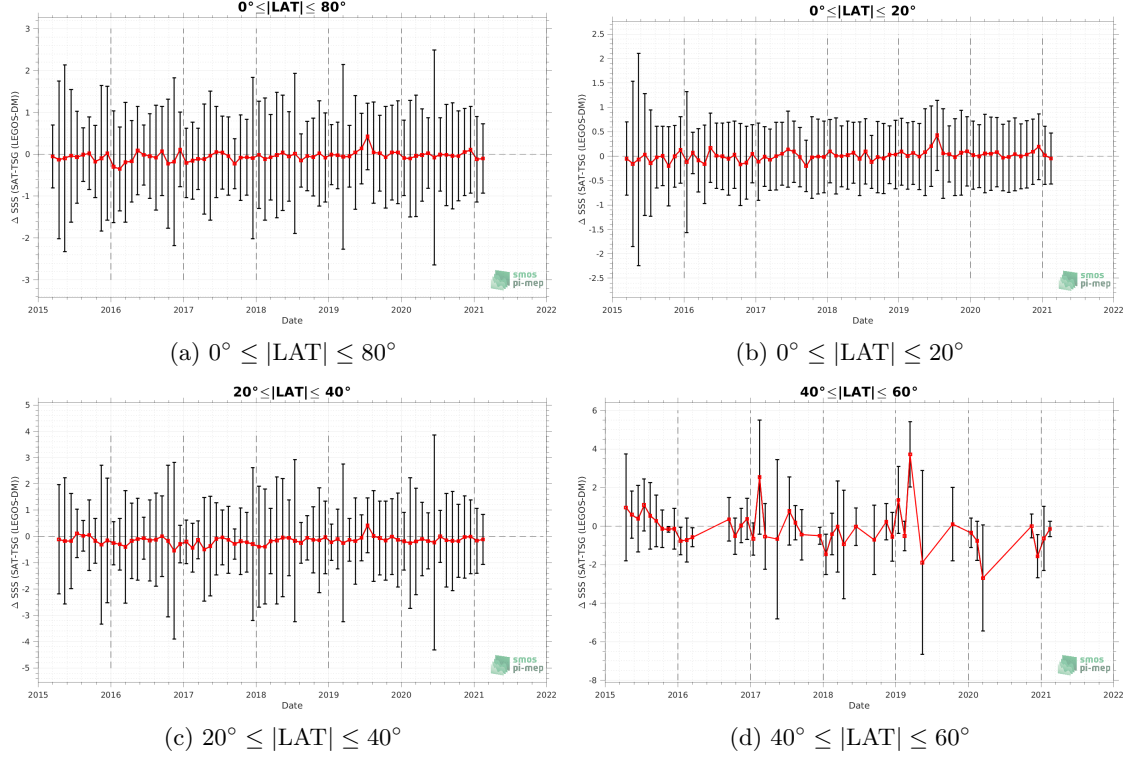 0°≤|LAT|≤ 80°
3
2
1
0
-1
-2
-3
Δ SSS (SAT-TSG (LEGOS-DM))
2015 2016 2017 2018 2019 2020 2021 2022
Date
smos
pi-mep
(a) 0° ≤ |LAT| ≤ 80°
0°≤|LAT|≤ 20°
2.5
2
1.5
1
0.5
0
-0.5
-1
-1.5
-2
-2.5
Δ SSS (SAT-TSG (LEGOS-DM))
2015 2016 2017 2018 2019 2020 2021 2022
Date
smos
pi-mep
(b) 0° ≤ |LAT| ≤ 20°
20°≤|LAT|≤ 40°
5
4
3
2
1
0
-1
-2
-3
-4
-5
Δ SSS (SAT-TSG (LEGOS-DM))
2015 2016 2017 2018 2019 2020 2021 2022
Date
smos
pi-mep
(c) 20° ≤ |LAT| ≤ 40°
40°≤|LAT|≤ 60°
6
4
2
0
-2
-4
-6
-8
Δ SSS (SAT-TSG (LEGOS-DM))
2015 2016 2017 2018 2019 2020 2021 2022
Date
smos
pi-mep
(d) 40° ≤ |LAT| ≤ 60°